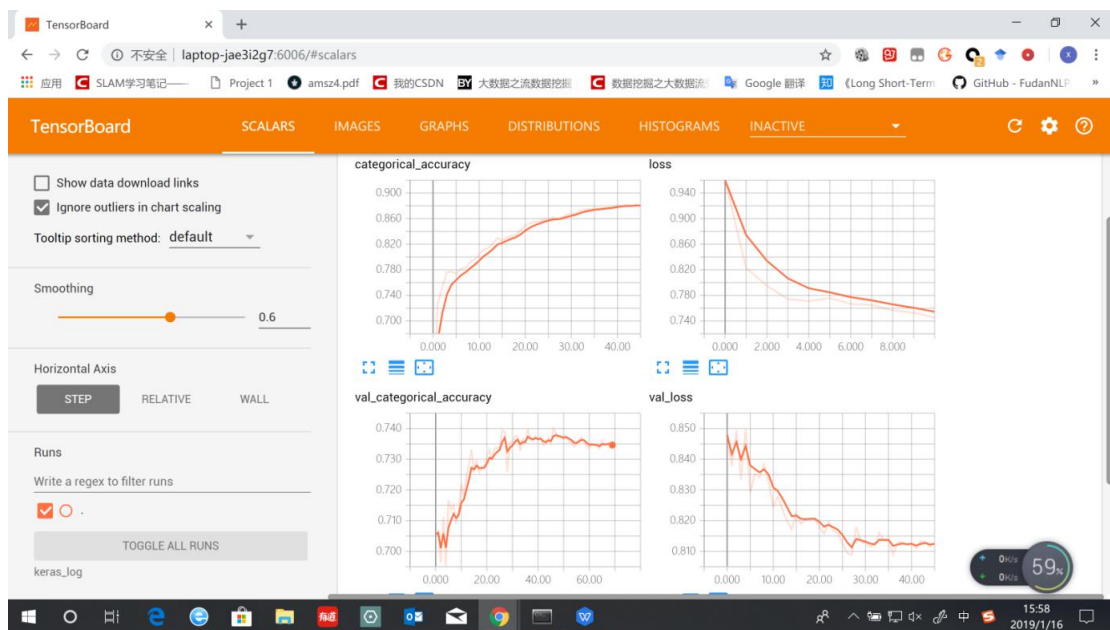 TensorBoard
不安全 laptop-jae3i2g7:6006/#scalars
应用 SLAM学习笔记—— Project 1 amsz4.pdf 我的CSDN BY 大数据之流数据挖掘 数据挖掘之大数据流 Google 翻译 知 《Long Short-Term GitHub - FudanNLP »
TensorBoard SCALARS IMAGES GRAPHS DISTRIBUTIONS HISTOGRAMS INACTIVE
Show data download links
Ignore outliers in chart scaling
Tooltip sorting method: default
Smoothing
0.6
Horizontal Axis
STEP RELATIVE WALL
Runs
Write a regex to filter runs
.
TOGGLE ALL RUNS
keras_log
categorical_accuracy
0.900
0.860
0.820
0.780
0.740
0.700
0.000 10.00 20.00 30.00 40.00
loss
0.940
0.900
0.860
0.820
0.780
0.740
0.000 2.000 4.000 6.000 8.000
val_categorical_accuracy
0.740
0.730
0.720
0.710
0.700
0.000 20.00 40.00 60.00
val_loss
0.850
0.840
0.830
0.820
0.810
0.000 10.00 20.00 30.00 40.00
0K/s
0K/s
59%
有道 中 15:58
2019/1/16